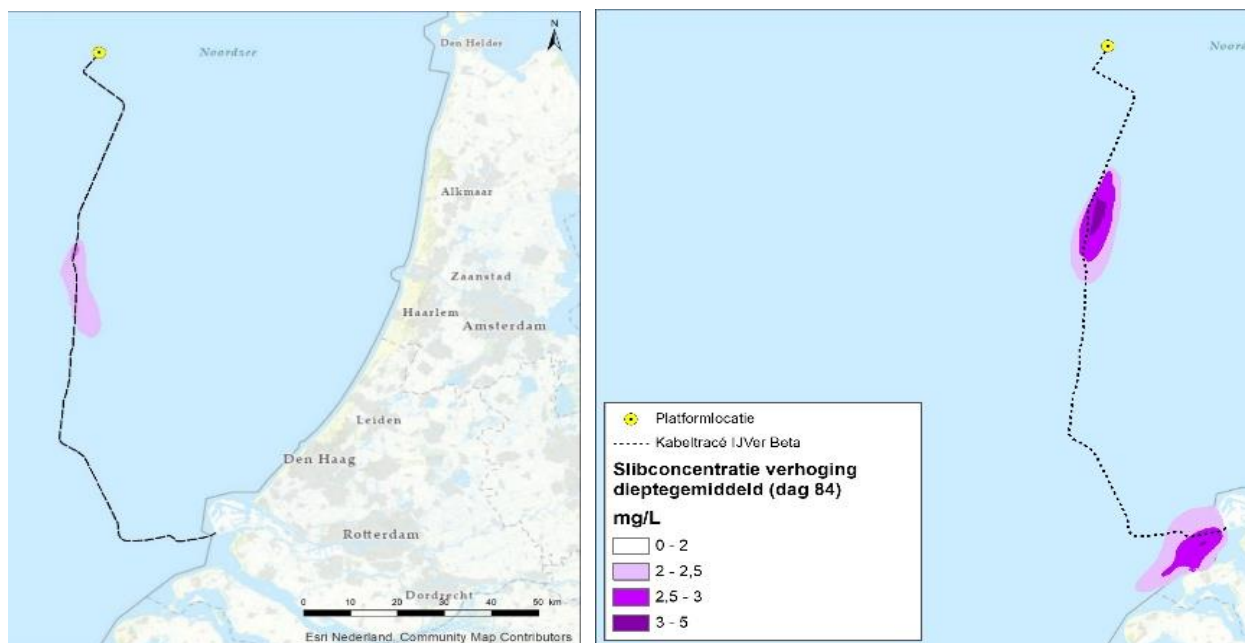 N
Noordzee
Den Helder
Alkmaar
Zaanstad
Haarlem
Amsterdam
Leiden
Den Haag
Rotterdam
Dordrecht
0 10 20 30 40 50 km
Esri Nederland, Community Map Contributors
Noord
Platformlocatie
Kabeltracé IJVer Beta
Slibconcentratie verhoging
dieptegemiddeld (dag 84)
mg/L
0 - 2
2 - 2,5
2,5 - 3
3 - 5